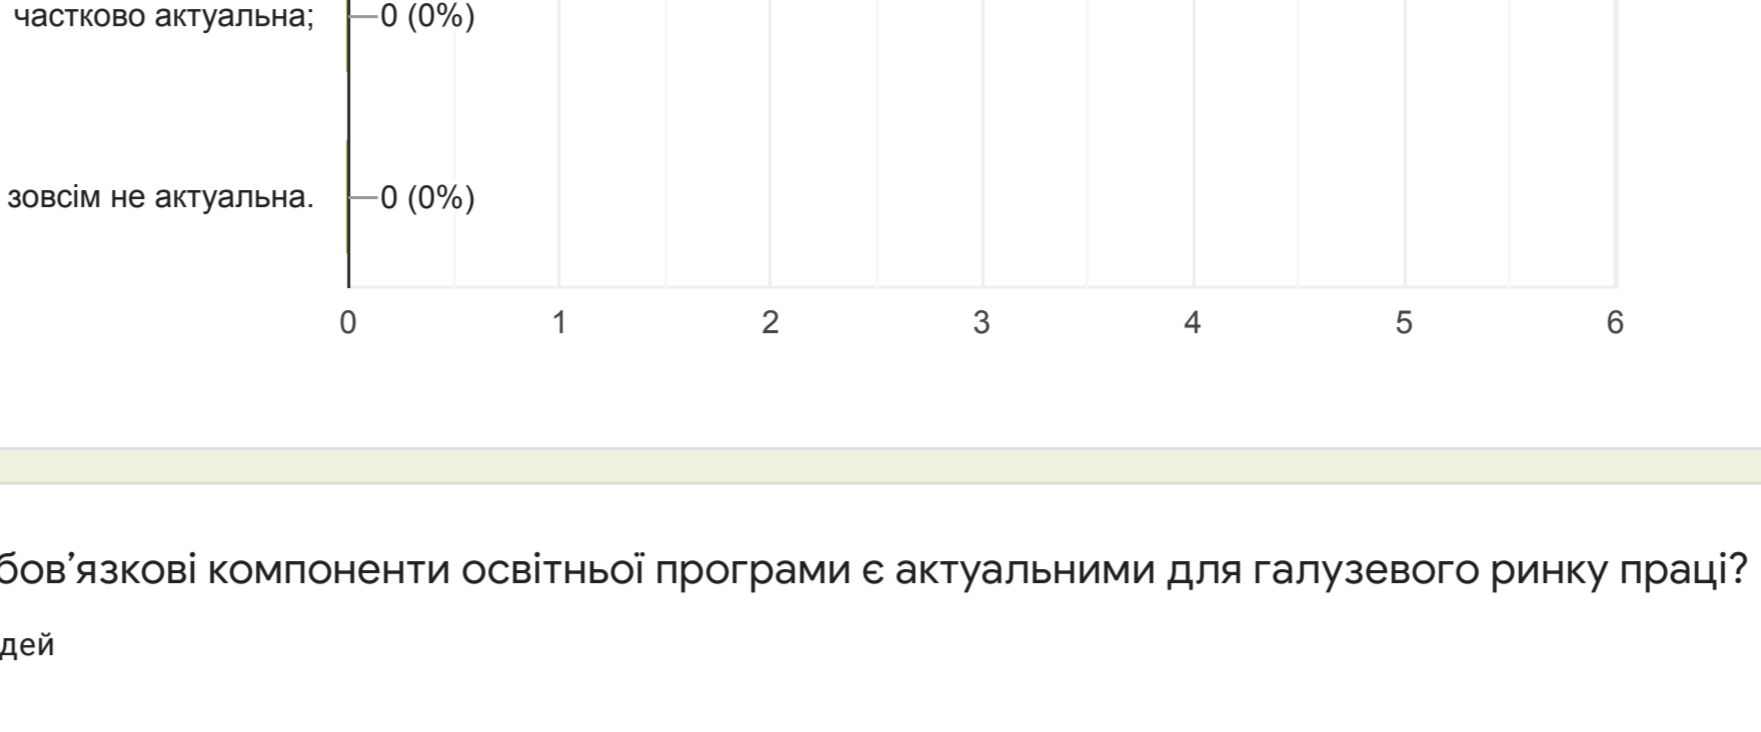 частково актуальна; 0 (0%)
зовсім не актуальна. 0 (0%)
0 1 2 3 4 5 6
бов’язкові компоненти освітньої програми є актуальними для галузевого ринку праці?
дей